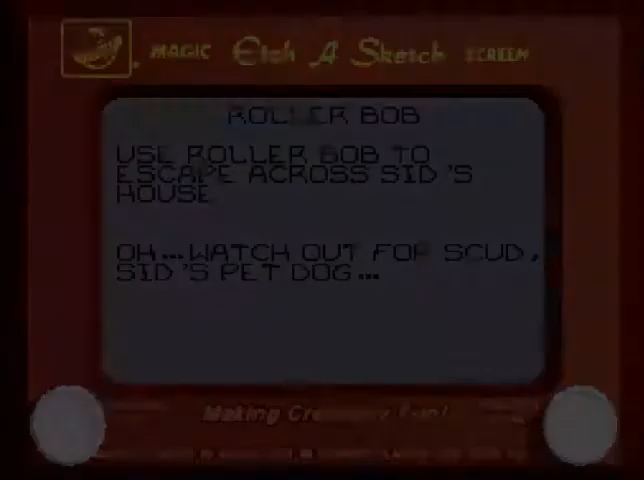 MAGIC Etch A Sketch SCREEN
ROLLER BOB
USE ROLLER BOB TO
ESCAPE ACROSS SID'S
HOUSE
OH...WATCH OUT FOR SCUD,
SID'S PET DOG...
Making